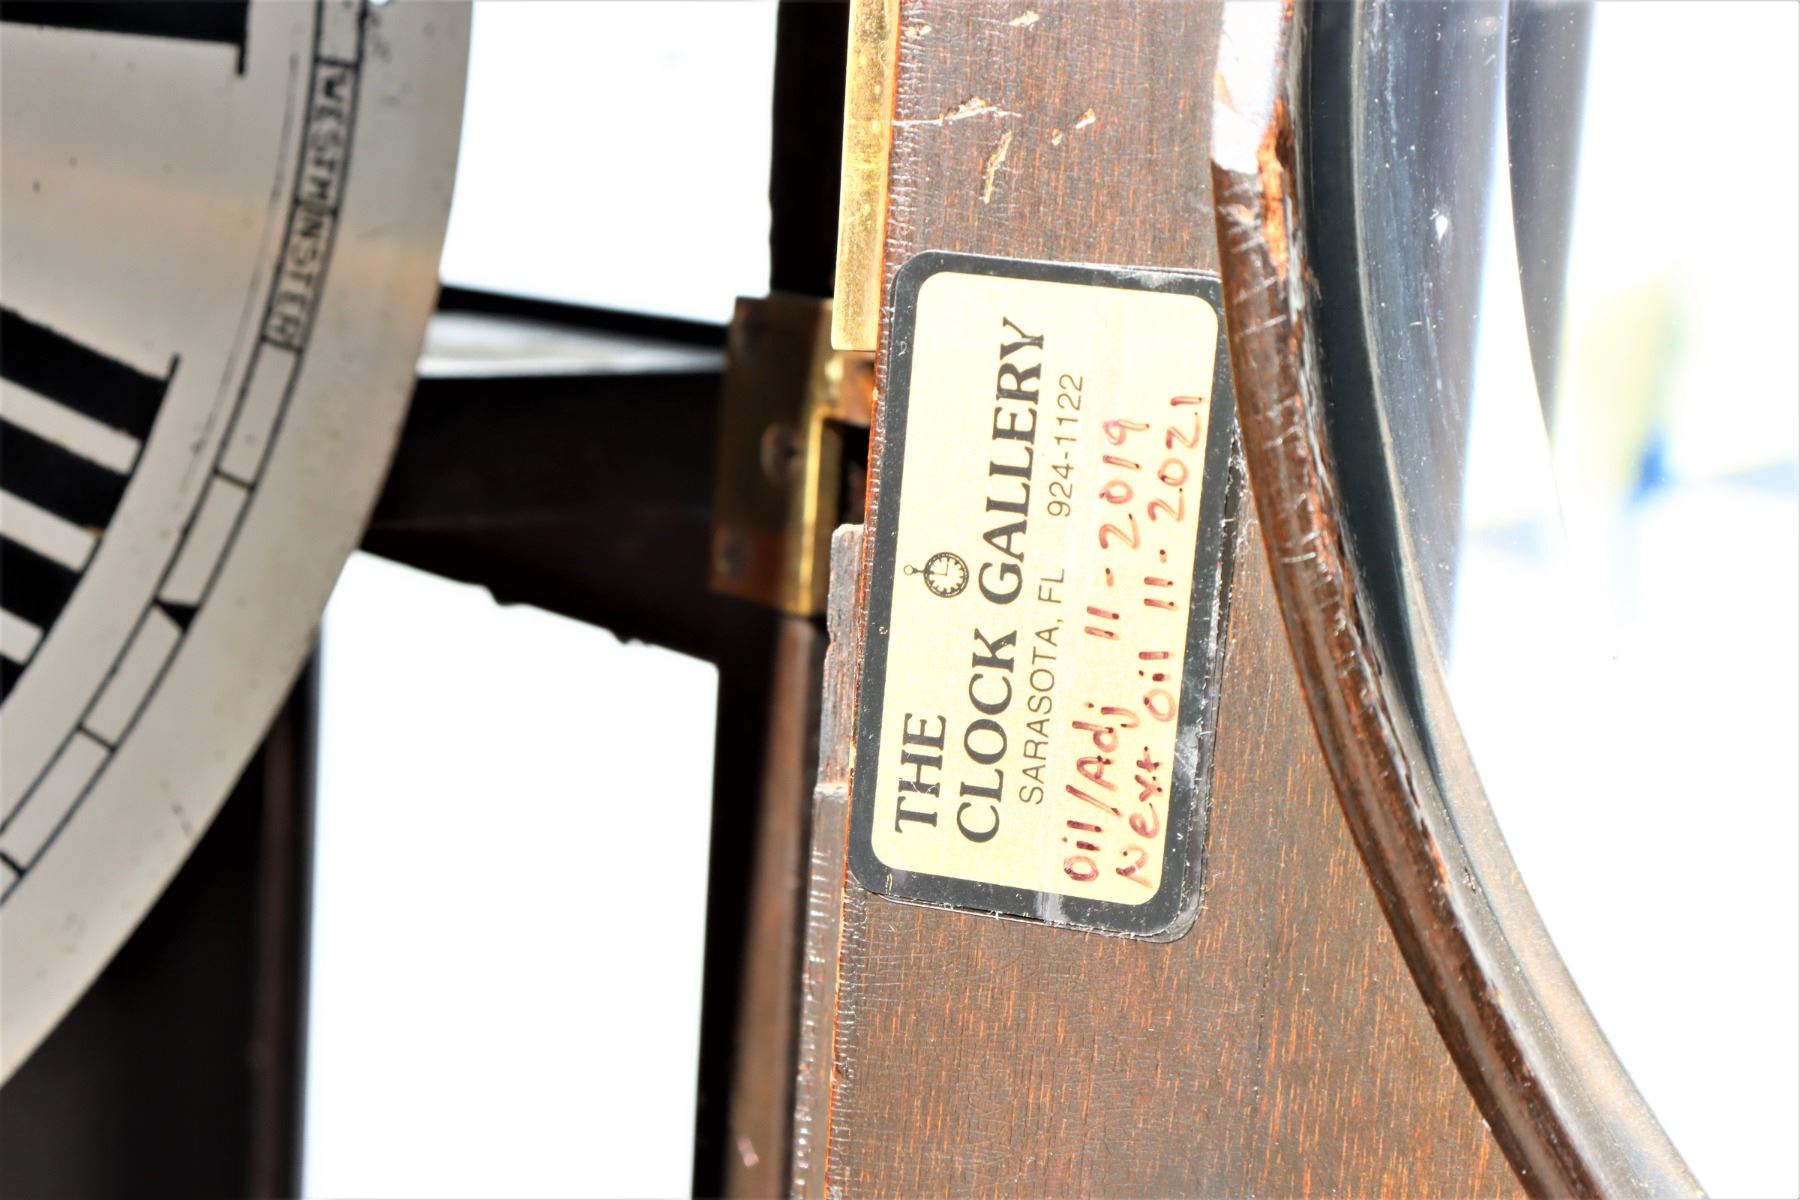 WESTMINSTER
THE
CLOCK GALLERY
SARASOTA, FL 924-1122
Oil/Adj 11-2019
Next Oil 11-2021